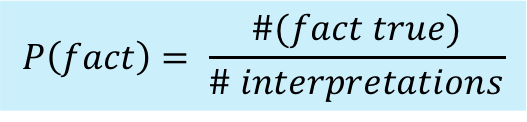 P(fact) = #(fact true) / # interpretations